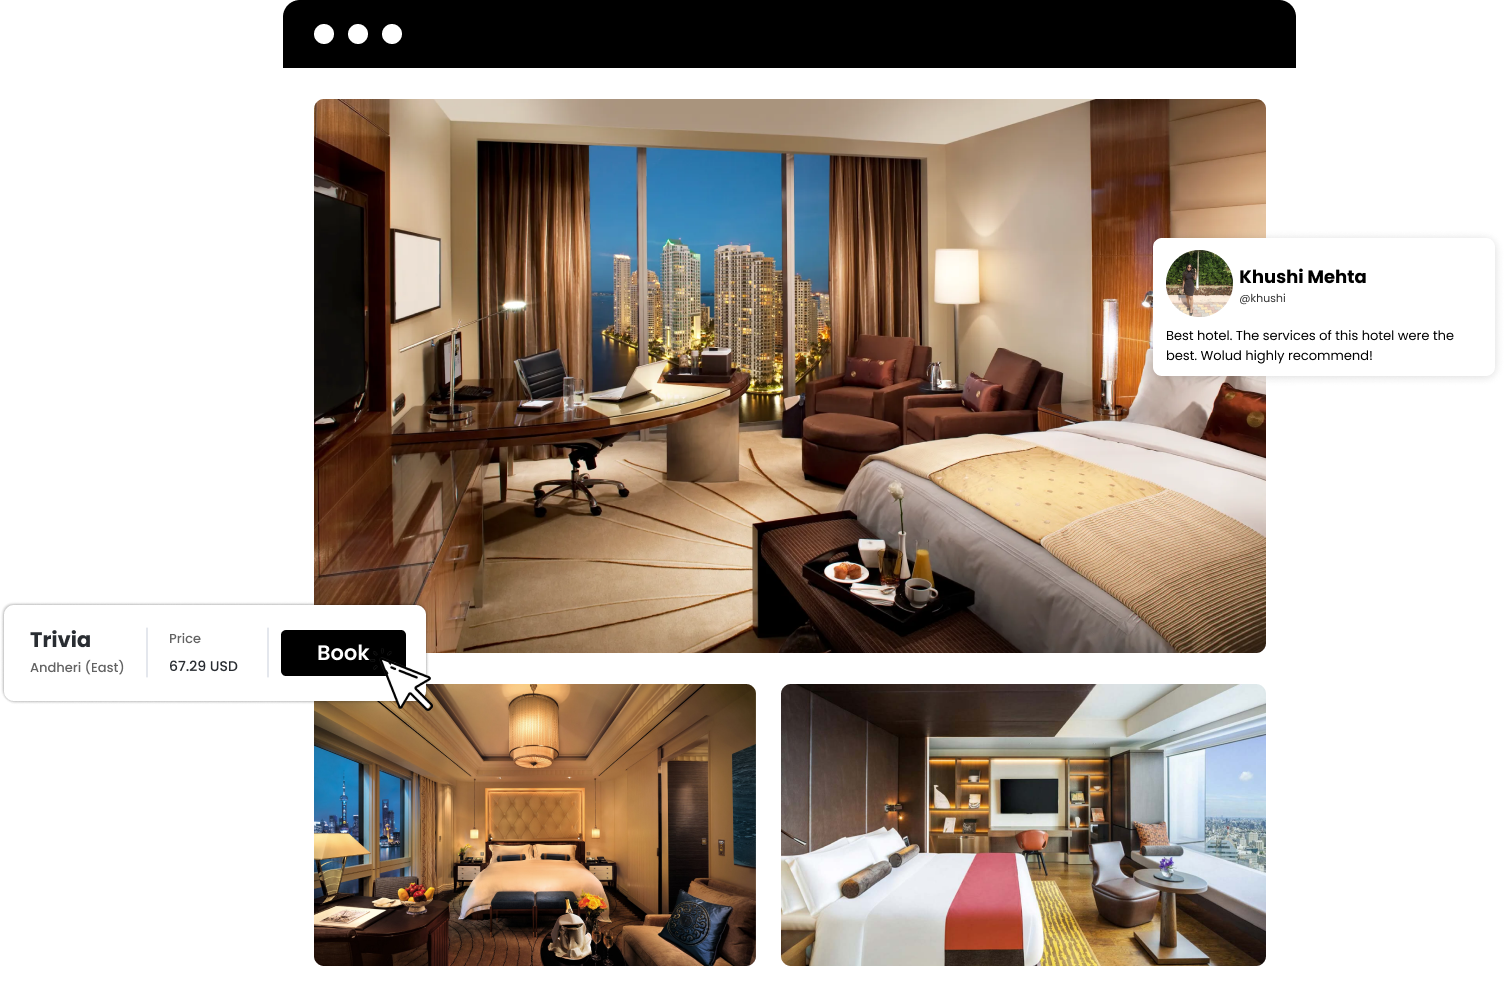 Khushi Mehta
@khushi
Best hotel. The services of this hotel were the
best. Wolud highly recommend!
Trivia
Andheri (East)
Price
67.29 USD
Book